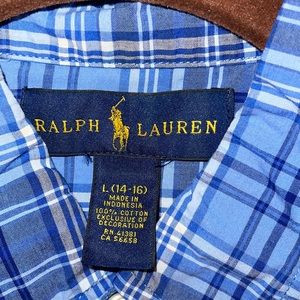 RALPH LAUREN
L (14-16)
MADE IN
INDONESIA
100% COTTON
EXCLUSIVE OF
DECORATION
RN 41381
CA 56658